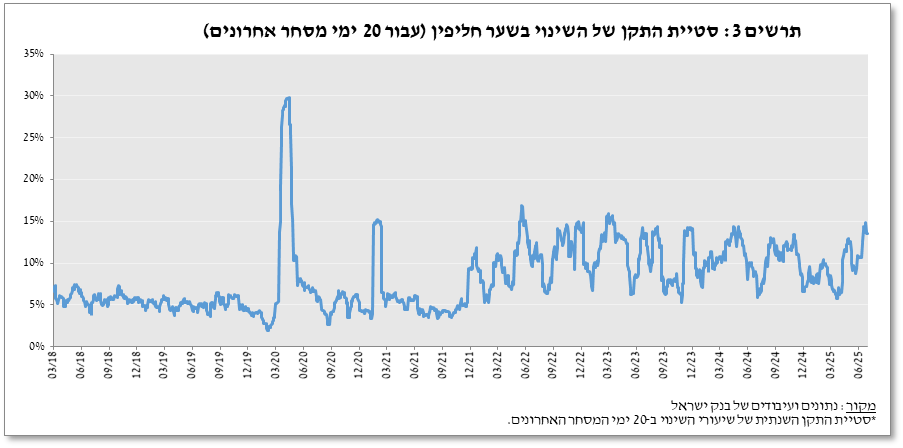 תרשים 3: סטיית התקן של השינוי בשער חליפין (עבור 20 ימי מסחר אחרונים)
35%
30%
25%
20%
15%
10%
5%
0%
03/18 06/18 09/18 12/18 03/19 06/19 09/19 12/19 03/20 06/20 09/20 12/20 03/21 06/21 09/21 12/21 03/22 06/22 09/22 12/22 03/23 06/23 09/23 12/23 03/24 06/24 09/24 12/24 03/25 06/25
מקור: נתונים ועיבודים של בנק ישראל
*סטיית התקן השנתית של שיעורי השינוי ב-20 ימי המסחר האחרונים.